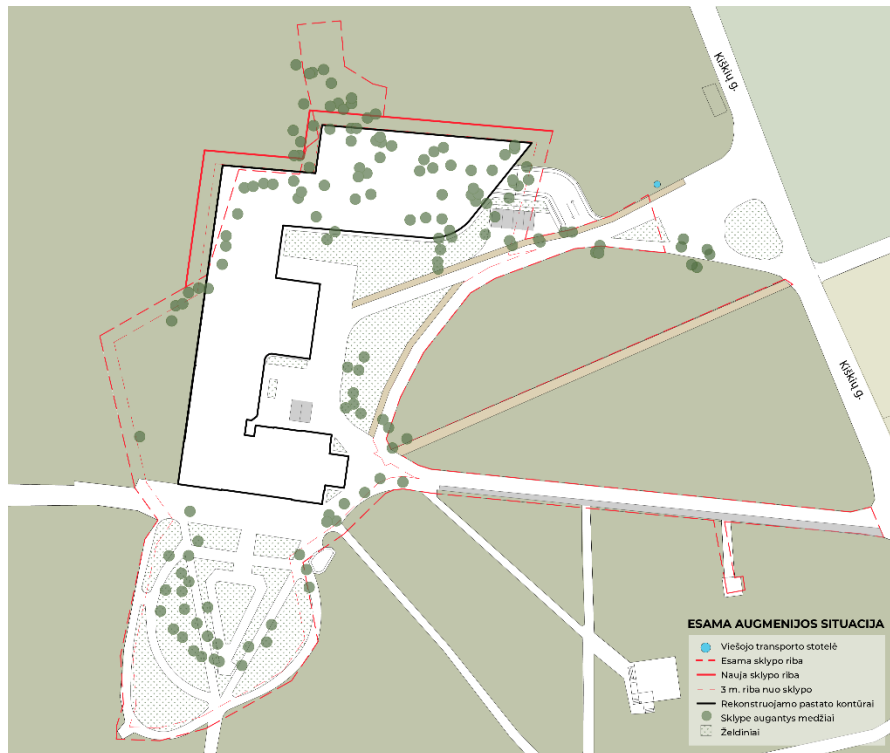 Kiškių g.
Kiškių g.
ESAMA AUGMENIJOS SITUACIJA
Viešojo transporto stotelė
Esama sklypo riba
Nauja sklypo riba
3 m. riba nuo sklypo
Rekonstruojamo pastato kontūrai
Sklype augantys medžiai
Želdiniai